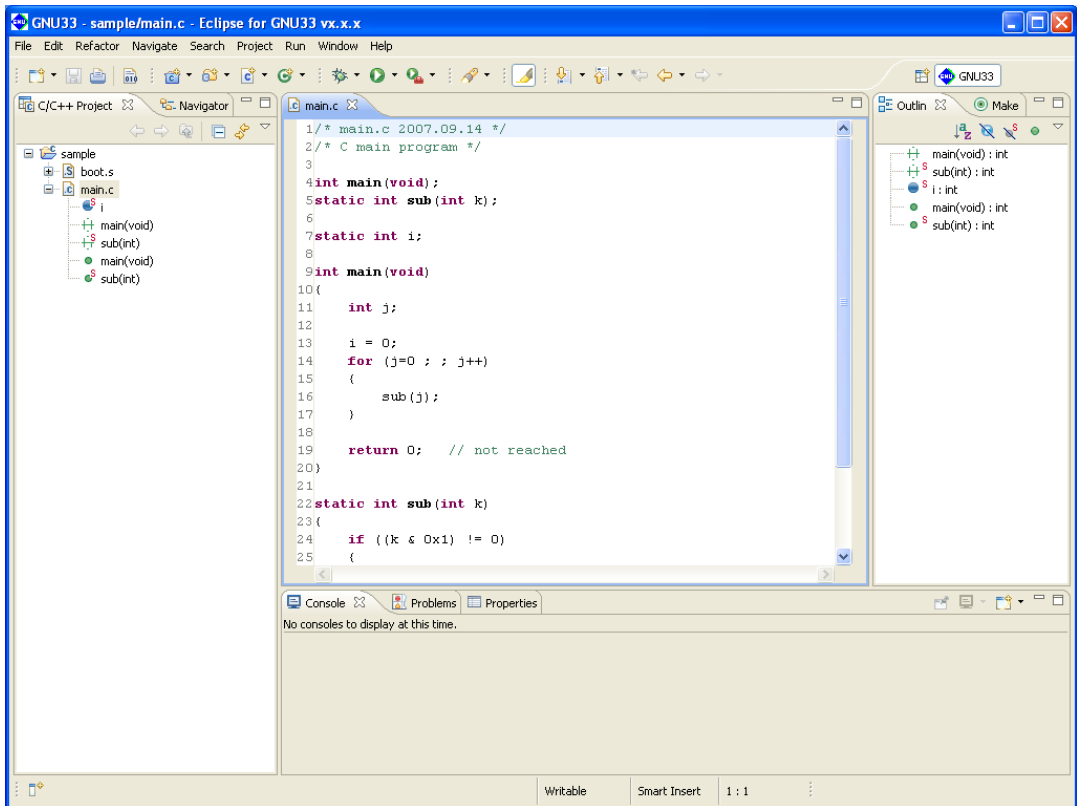 GNU33 - sample/main.c - Eclipse for GNU33 vx.x.x
File Edit Refactor Navigate Search Project Run Window Help
GNU33
C/C++ Project
Navigator
sample
boot.s
main.c
i
main(void)
sub(int)
main(void)
sub(int)
main.c
1/* main.c 2007.09.14 */
2/* C main program */
3
4int main(void);
5static int sub(int k);
6
7static int i;
8
9int main(void)
10{
11    int j;
12
13    i = 0;
14    for (j=0 ; ; j++)
15    {
16        sub(j);
17    }
18
19    return 0;   // not reached
20}
21
22static int sub(int k)
23{
24    if ((k & 0x1) != 0)
25    {
Outlin
Make
main(void) : int
sub(int) : int
i : int
main(void) : int
sub(int) : int
Console
Problems
Properties
No consoles to display at this time.
Writable
Smart Insert
1 : 1